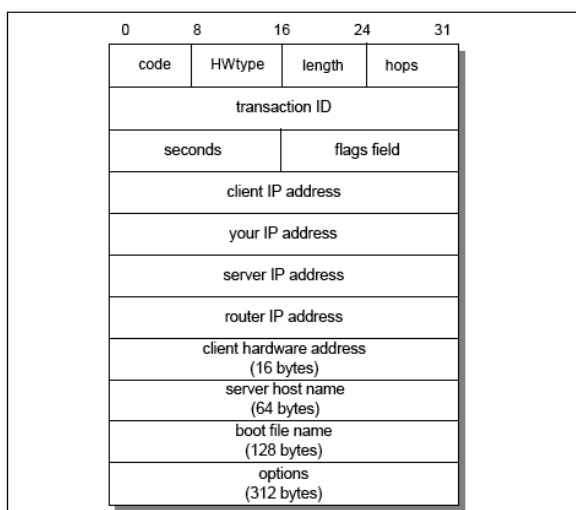 0 8 16 24 31
code HWtype length hops
transaction ID
seconds flags field
client IP address
your IP address
server IP address
router IP address
client hardware address
(16 bytes)
server host name
(64 bytes)
boot file name
(128 bytes)
options
(312 bytes)